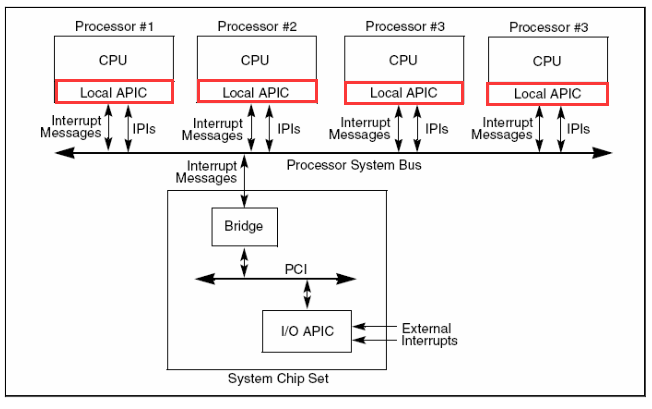 Processor #1
Processor #2
Processor #3
Processor #3
CPU
CPU
CPU
CPU
Local APIC
Local APIC
Local APIC
Local APIC
Interrupt
Messages
IPIs
Interrupt
Messages
IPIs
Interrupt
Messages
IPIs
Interrupt
Messages
IPIs
Processor System Bus
Interrupt
Messages
Bridge
PCI
I/O APIC
External
Interrupts
System Chip Set